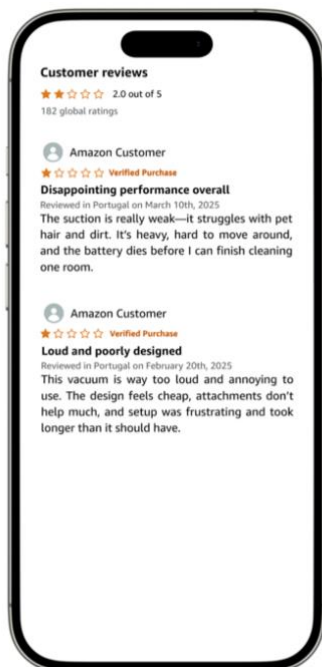 Customer reviews
2.0 out of 5
182 global ratings
Amazon Customer
Verified Purchase
Disappointing performance overall
Reviewed in Portugal on March 10th, 2025
The suction is really weak—it struggles with pet
hair and dirt. It's heavy, hard to move around,
and the battery dies before I can finish cleaning
one room.
Amazon Customer
Verified Purchase
Loud and poorly designed
Reviewed in Portugal on February 20th, 2025
This vacuum is way too loud and annoying to
use. The design feels cheap, attachments don't
help much, and setup was frustrating and took
longer than it should have.